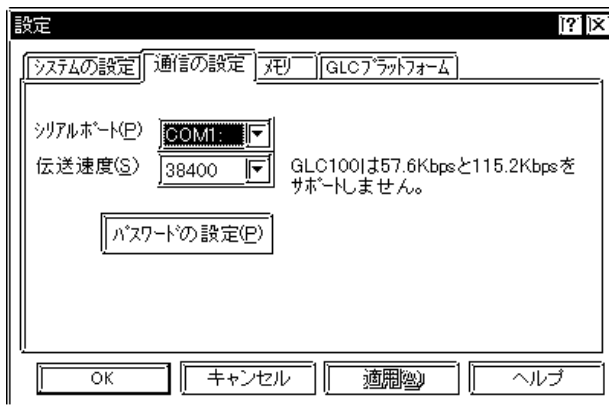 設定
システムの設定 通信の設定 メモリ GLCプラットフォーム
シリアルポート(P) COM1:
伝送速度(S) 38400 GLC100は57.6Kbpsと115.2Kbpsを
サポートしません。
パスワードの設定(P)
OK キャンセル 適用(A) ヘルプ